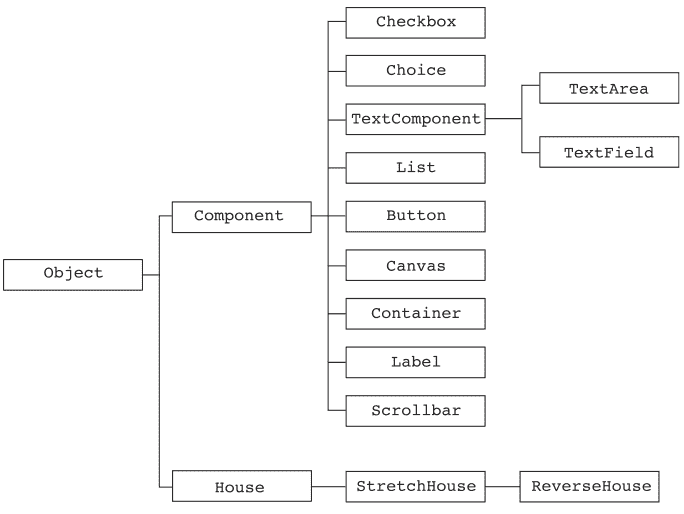 Checkbox
Choice
TextComponent
TextArea
TextField
List
Component
Button
Object
Canvas
Container
Label
Scrollbar
House
StretchHouse
ReverseHouse